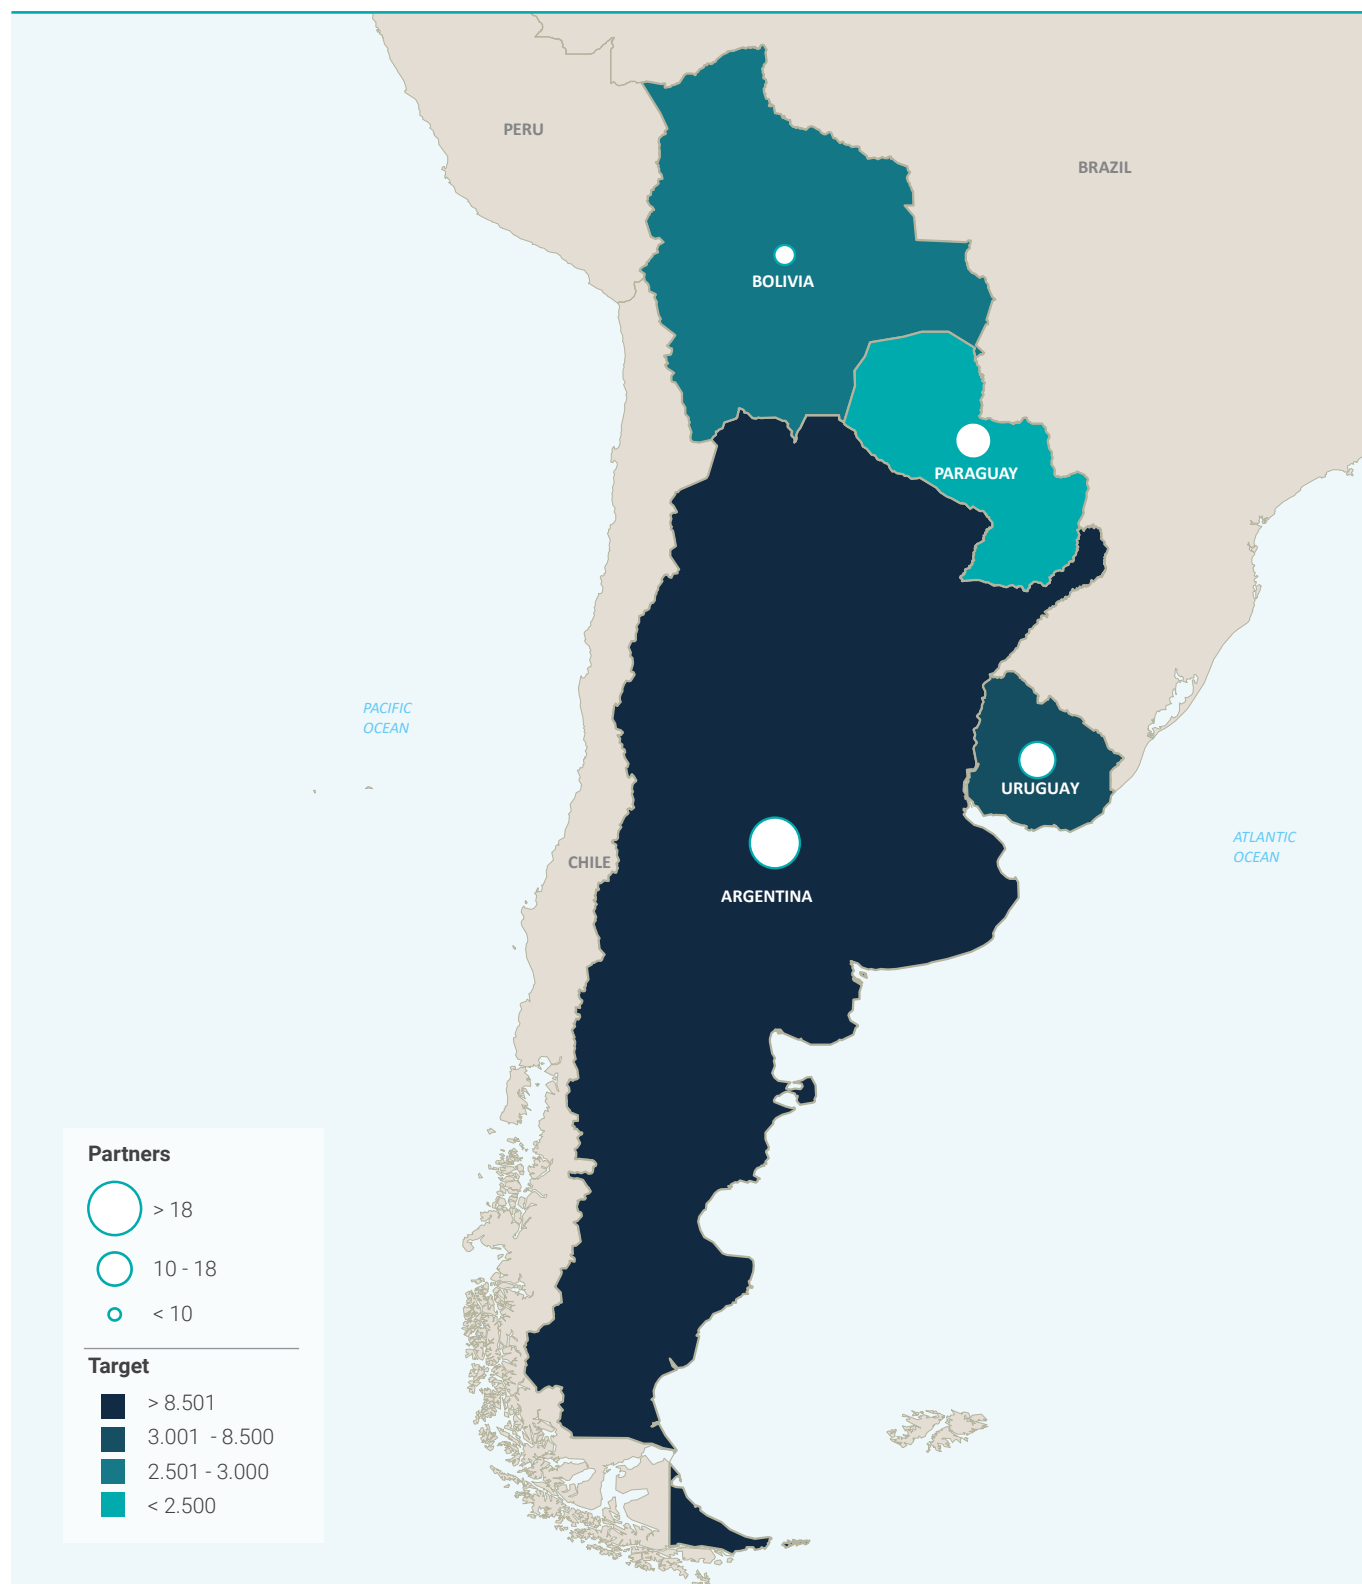 PERU
BRAZIL
BOLIVIA
PARAGUAY
PACIFIC
OCEAN
URUGUAY
ATLANTIC
OCEAN
CHILE
ARGENTINA
Partners
> 18
10 - 18
< 10
Target
> 8.501
3.001 - 8.500
2.501 - 3.000
< 2.500